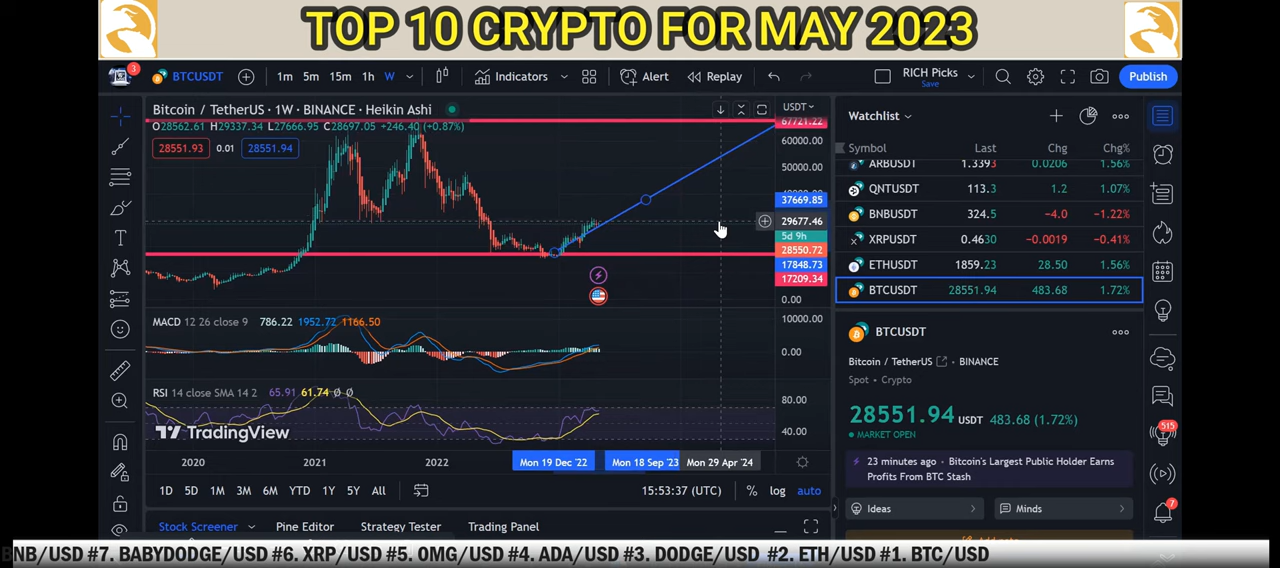 TOP 10 CRYPTO FOR MAY 2023
3 BTCUSDT 1m 5m 15m 1h W Indicators Alert Replay RICH Picks Save Publish
Bitcoin / TetherUS · 1W · BINANCE · Heikin Ashi USDT
O28562.61 H29337.34 L27666.95 C28697.05 +246.40 (+0.87%)
28551.93 0.01 28551.94
67721.22
60000.00
50000.00
37669.85
29677.46
5d 9h
28550.72
17848.73
17209.34
0.00
MACD 12 26 close 9 786.22 1952.72 1166.50
10000.00
0.00
RSI 14 close SMA 14 2 65.91 61.74 Ø Ø
80.00
40.00
TradingView
2020 2021 2022 Mon 19 Dec '22 Mon 18 Sep '23 Mon 29 Apr '24
1D 5D 1M 3M 6M YTD 1Y 5Y All 15:53:37 (UTC) % log auto
Stock Screener Pine Editor Strategy Tester Trading Panel
Watchlist
Symbol Last Chg Chg%
ARBUSDT 1.3393 0.0206 1.56%
QNTUSDT 113.3 1.2 1.07%
BNBUSDT 324.5 -4.0 -1.22%
XRPUSDT 0.4630 -0.0019 -0.41%
ETHUSDT 1859.23 28.50 1.56%
BTCUSDT 28551.94 483.68 1.72%
BTCUSDT
Bitcoin / TetherUS BINANCE
Spot • Crypto
28551.94 USDT 483.68 (1.72%)
MARKET OPEN
23 minutes ago • Bitcoin's Largest Public Holder Earns
Profits From BTC Stash
Ideas Minds
515
7
BNB/USD #7. BABYDODGE/USD #6. XRP/USD #5. OMG/USD #4. ADA/USD #3. DODGE/USD #2. ETH/USD #1. BTC/USD